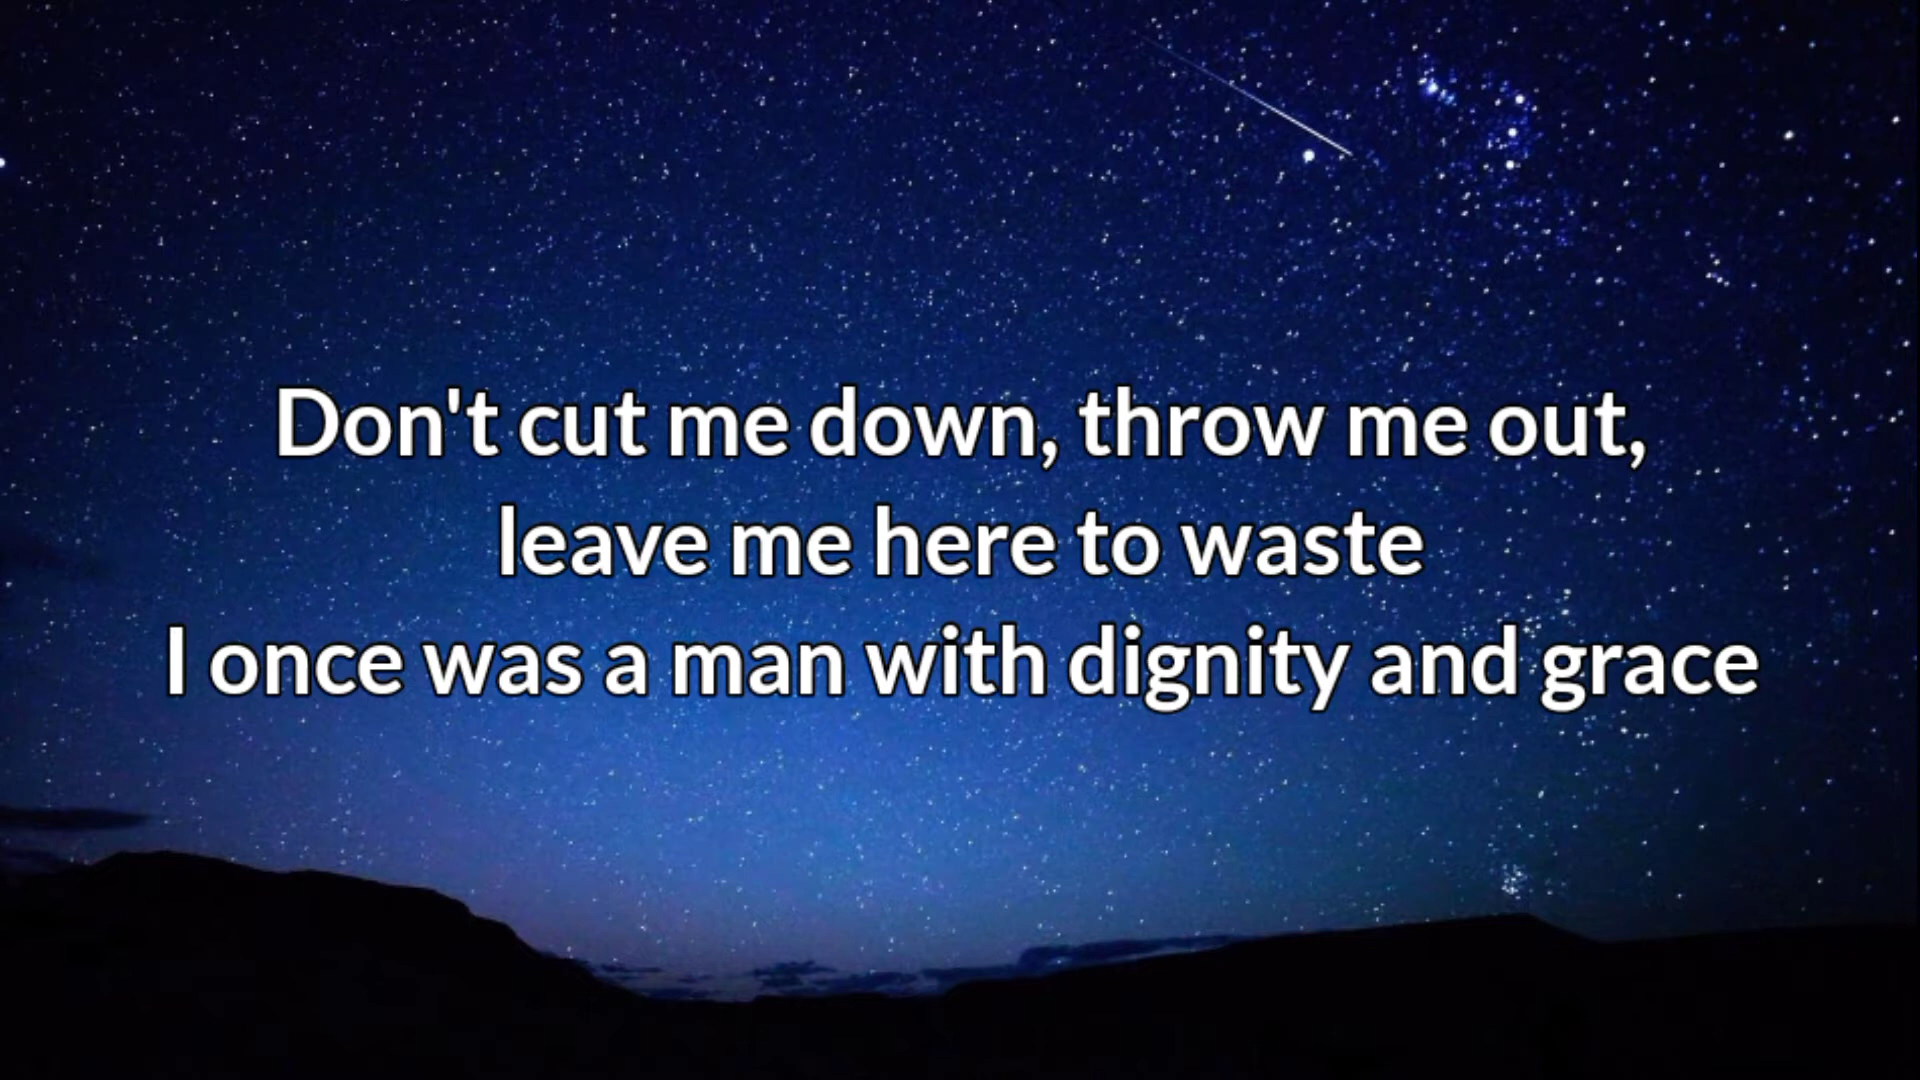 Don't cut me down, throw me out,
leave me here to waste
I once was a man with dignity and grace